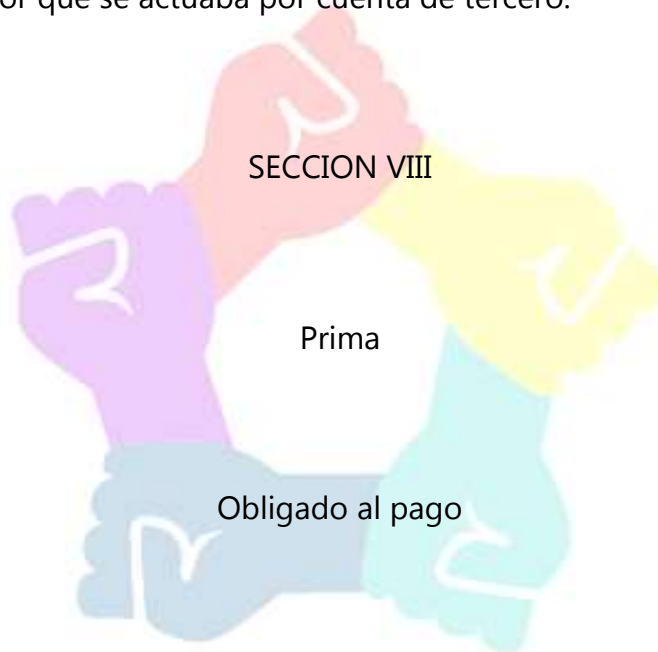 or que se actuaba por cuenta de tercero.
SECCION VIII
Prima
Obligado al pago